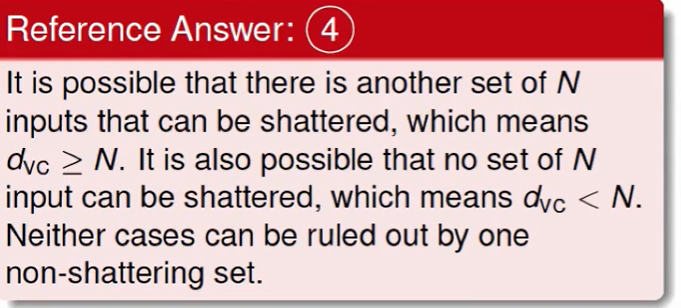 Reference Answer: ④
It is possible that there is another set of N
inputs that can be shattered, which means
dVC ≥ N. It is also possible that no set of N
input can be shattered, which means dVC < N.
Neither cases can be ruled out by one
non-shattering set.